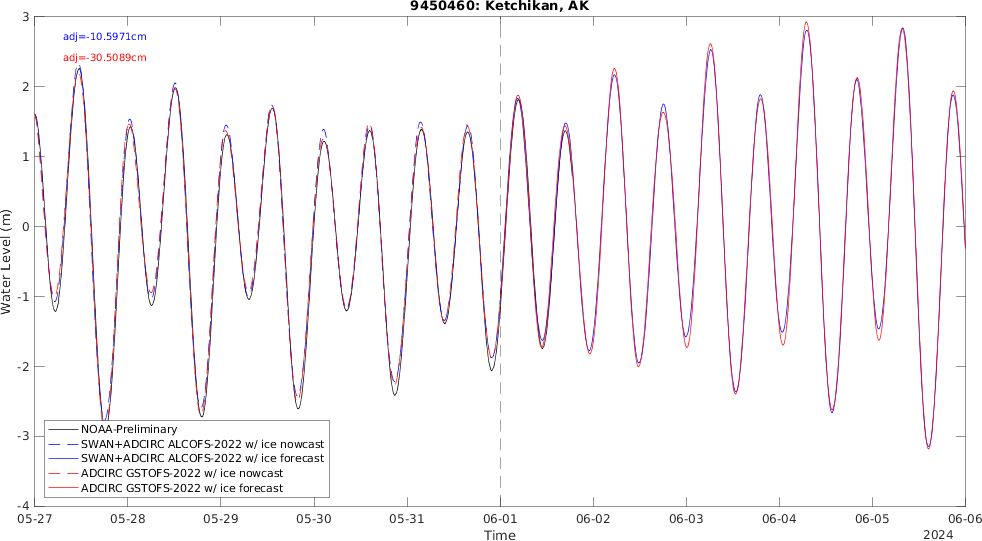 9450460: Ketchikan, AK
adj=-10.5971cm
adj=-30.5089cm
Water Level (m)
3
2
1
0
-1
-2
-3
-4
NOAA-Preliminary
SWAN+ADCIRC ALCOFS-2022 w/ ice nowcast
SWAN+ADCIRC ALCOFS-2022 w/ ice forecast
ADCIRC GSTOFS-2022 w/ ice nowcast
ADCIRC GSTOFS-2022 w/ ice forecast
05-27 05-28 05-29 05-30 05-31 06-01 06-02 06-03 06-04 06-05 06-06
Time
2024